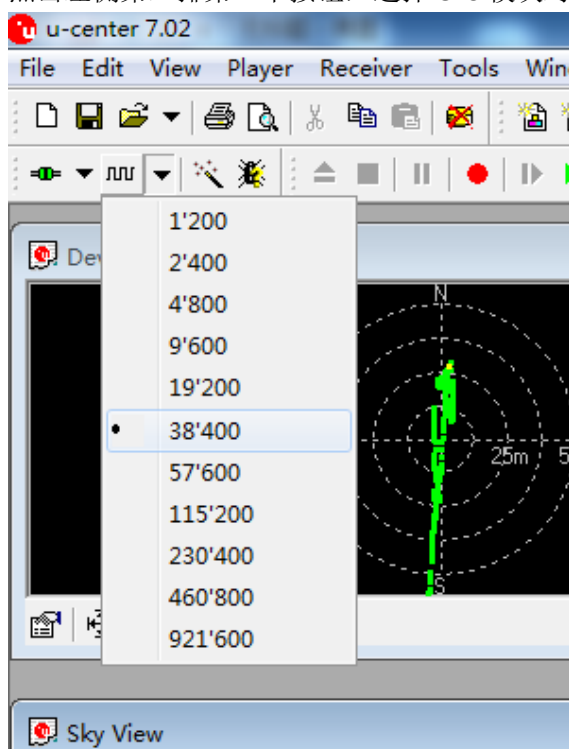 u-center 7.02
File Edit View Player Receiver Tools
1'200
Dev
2'400
4'800
9'600
19'200
38'400
57'600
115'200
230'400
460'800
921'600
N
25m
S
Sky View